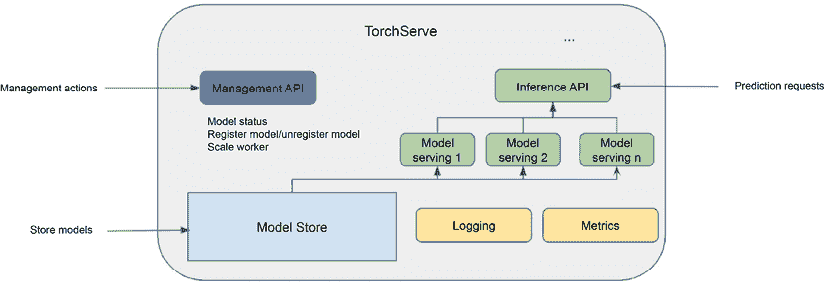 TorchServe
...
Management actions
Management API
Inference API
Prediction requests
Model status
Register model/unregister model
Scale worker
Model
serving 1
Model
serving 2
Model
serving n
Store models
Model Store
Logging
Metrics